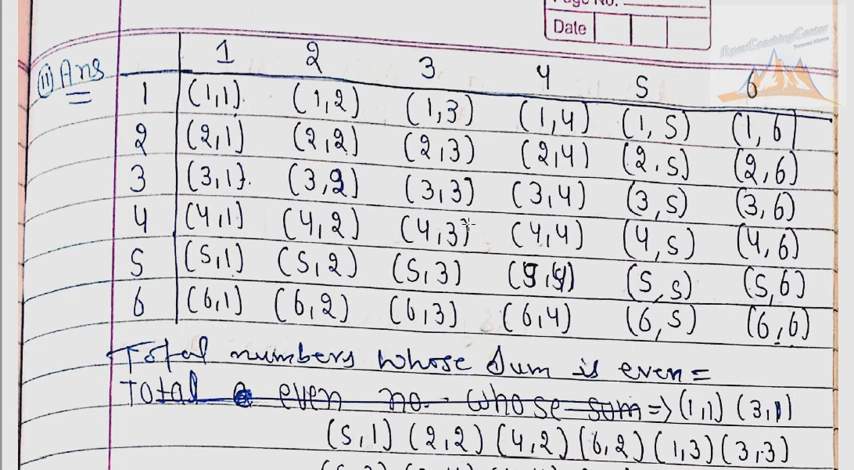 Page No.
Date
(ii) Ans
1 2 3 4 5 6
1 (1,1) (1,2) (1,3) (1,4) (1,5) (1,6)
2 (2,1) (2,2) (2,3) (2,4) (2,5) (2,6)
3 (3,1) (3,2) (3,3) (3,4) (3,5) (3,6)
4 (4,1) (4,2) (4,3) (4,4) (4,5) (4,6)
5 (5,1) (5,2) (5,3) (5,4) (5,5) (5,6)
6 (6,1) (6,2) (6,3) (6,4) (6,5) (6,6)
Total numbers whose sum is even =
Total even no. whose sum => (1,1) (3,1)
(5,1) (2,2) (4,2) (6,2) (1,3) (3,3)